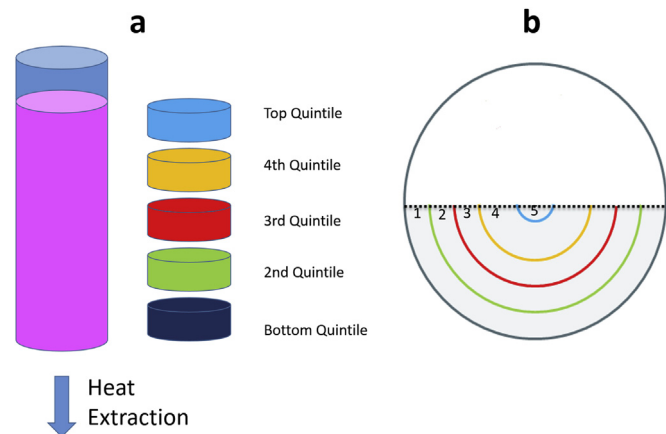 a
b
Top Quintile
4th Quintile
3rd Quintile
2nd Quintile
Bottom Quintile
Heat
Extraction
1 2 3 4 5